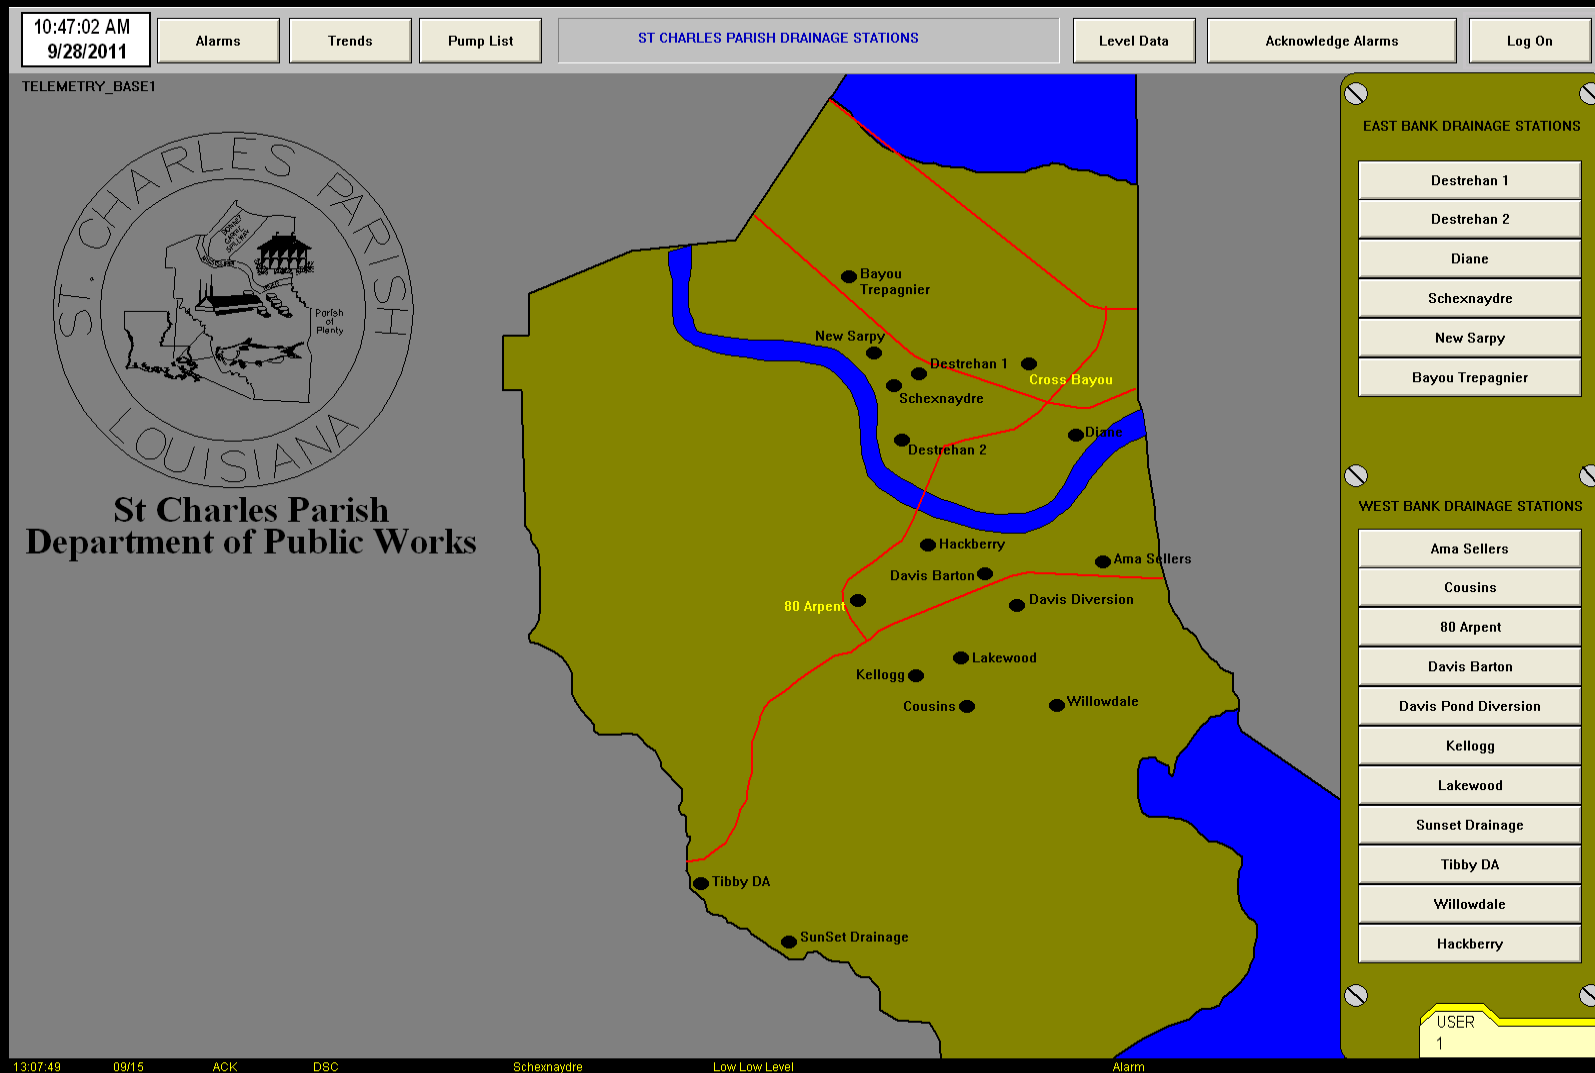 10:47:02 AM
9/28/2011
Alarms
Trends
Pump List
ST CHARLES PARISH DRAINAGE STATIONS
Level Data
Acknowledge Alarms
Log On
TELEMETRY_BASE1
ST. CHARLES PARISH
BONNET
CARRE
SPILLWAY
Parish
of
Plenty
LOUISIANA
St Charles Parish
Department of Public Works
Bayou
Trepagnier
New Sarpy
Destrehan 1
Cross Bayou
Schexnaydre
Diane
Destrehan 2
Hackberry
Ama Sellers
Davis Barton
80 Arpent
Davis Diversion
Lakewood
Kellogg
Cousins
Willowdale
Tibby DA
SunSet Drainage
EAST BANK DRAINAGE STATIONS
Destrehan 1
Destrehan 2
Diane
Schexnaydre
New Sarpy
Bayou Trepagnier
WEST BANK DRAINAGE STATIONS
Ama Sellers
Cousins
80 Arpent
Davis Barton
Davis Pond Diversion
Kellogg
Lakewood
Sunset Drainage
Tibby DA
Willowdale
Hackberry
USER
1
13:07:49 09/15 ACK DSC Schexnaydre Low Low Level Alarm